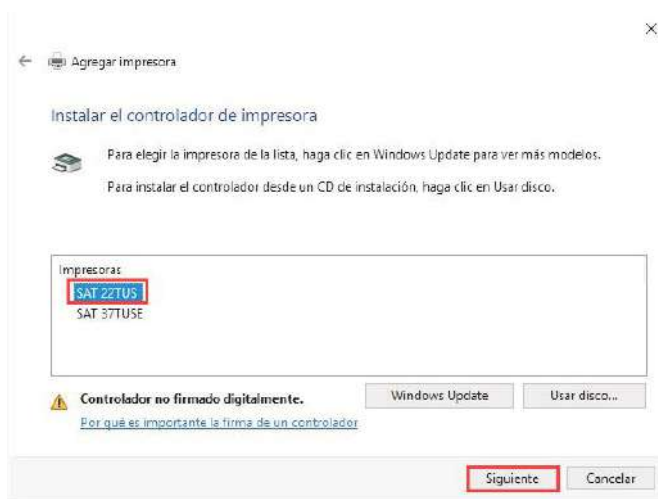 Agregar impresora
Instalar el controlador de impresora
Para elegir la impresora de la lista, haga clic en Windows Update para ver más modelos.
Para instalar el controlador desde un CD de instalación, haga clic en Usar disco.
Impresoras
SAT 22TUS
SAT 37TUSE
Controlador no firmado digitalmente.
Windows Update
Usar disco...
Por qué es importante la firma de un controlador
Siguiente
Cancelar